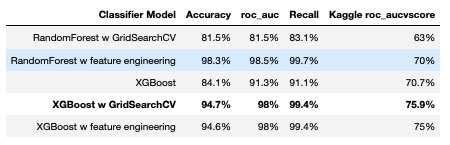 Classifier Model Accuracy roc_auc Recall Kaggle roc_aucvscore
RandomForest w GridSearchCV 81.5% 81.5% 83.1% 63%
RandomForest w feature engineering 98.3% 98.5% 99.7% 70%
XGBoost 84.1% 91.3% 91.1% 70.7%
XGBoost w GridSearchCV 94.7% 98% 99.4% 75.9%
XGBoost w feature engineering 94.6% 98% 99.4% 75%